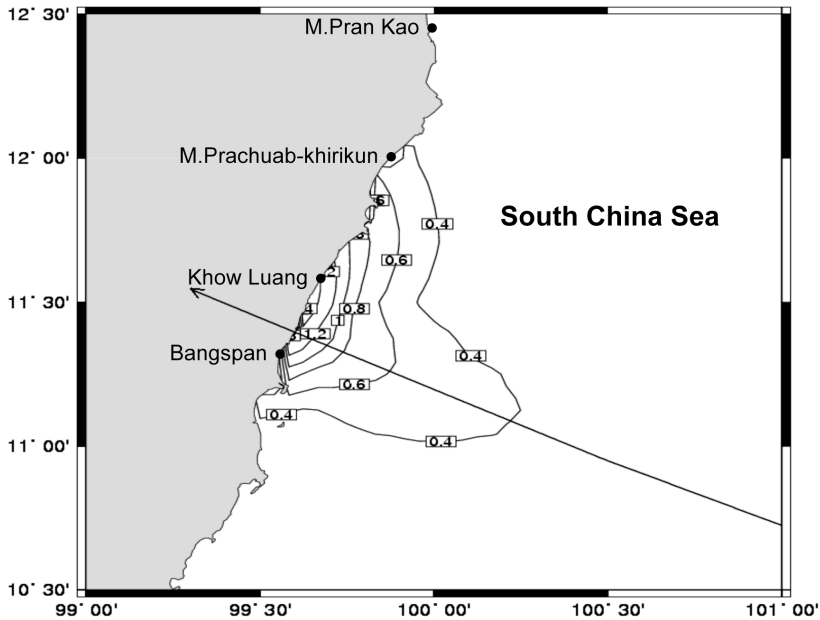 12° 30'
M.Pran Kao
12° 00'
M.Prachuab-khirikun
South China Sea
0.4
0.6
Khow Luang
11° 30'
0.8
1
1.2
Bangspan
0.4
0.6
0.4
0.4
11° 00'
10° 30'
99° 00' 99° 30' 100° 00' 100° 30' 101° 00'